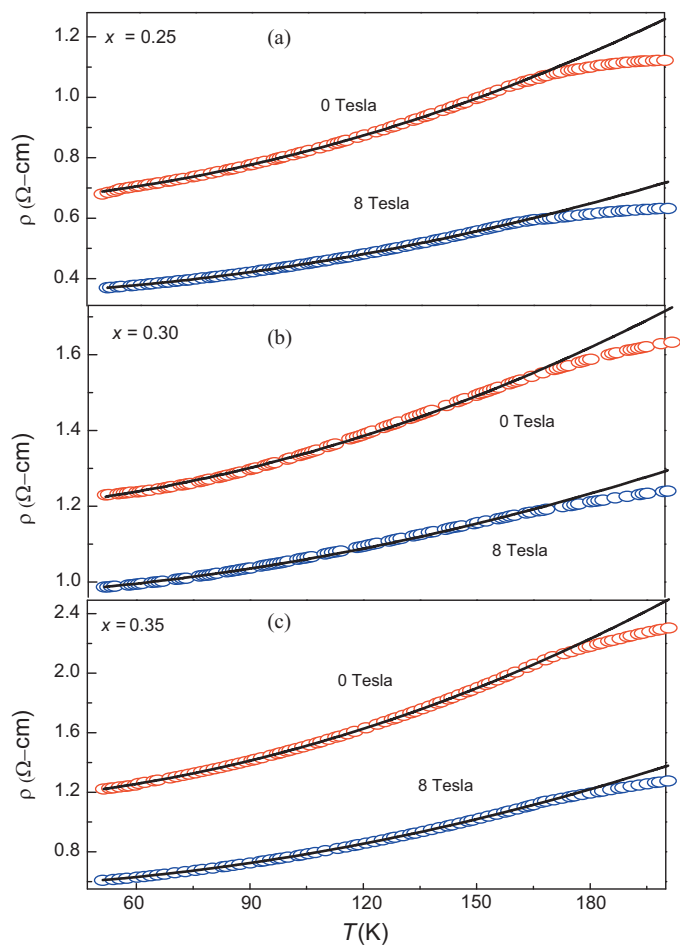 x = 0.25
(a)
1.2
1.0
0.8
0.6
0.4
ρ (Ω–cm)
0 Tesla
8 Tesla
x = 0.30
(b)
1.6
1.4
1.2
1.0
ρ (Ω–cm)
0 Tesla
8 Tesla
x = 0.35
(c)
2.4
2.0
1.6
1.2
0.8
ρ (Ω–cm)
0 Tesla
8 Tesla
60 90 120 150 180
T(K)